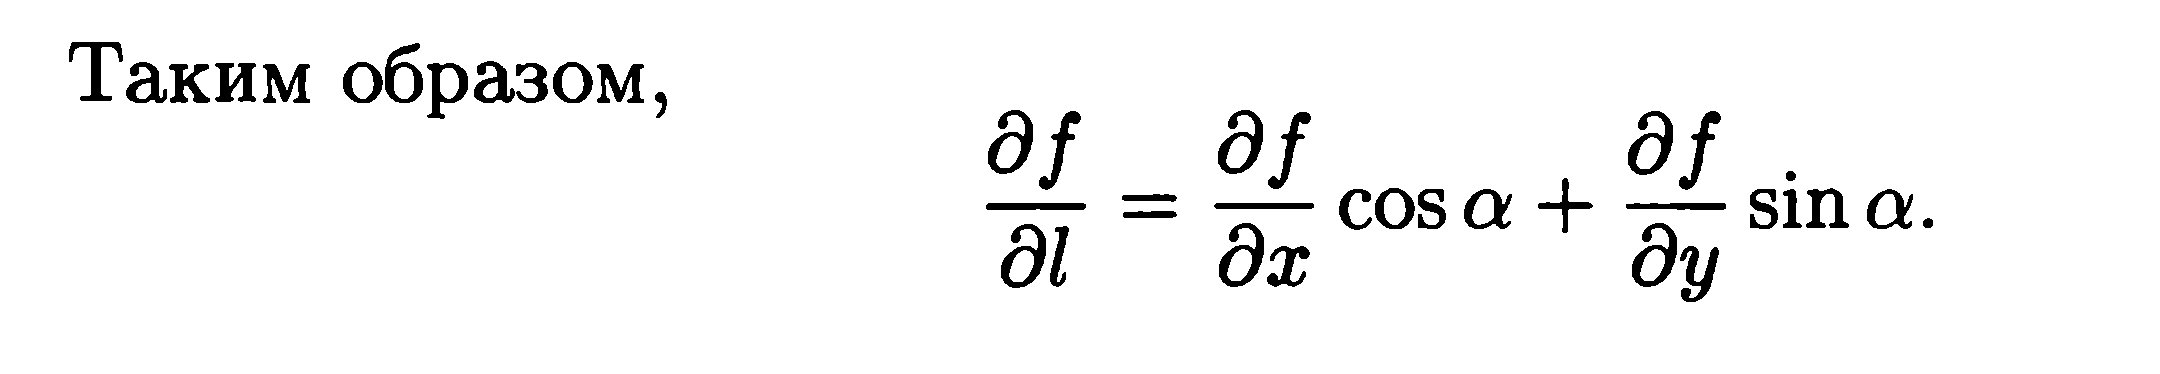 Таким образом,
∂f/∂l = ∂f/∂x cos α + ∂f/∂y sin α.